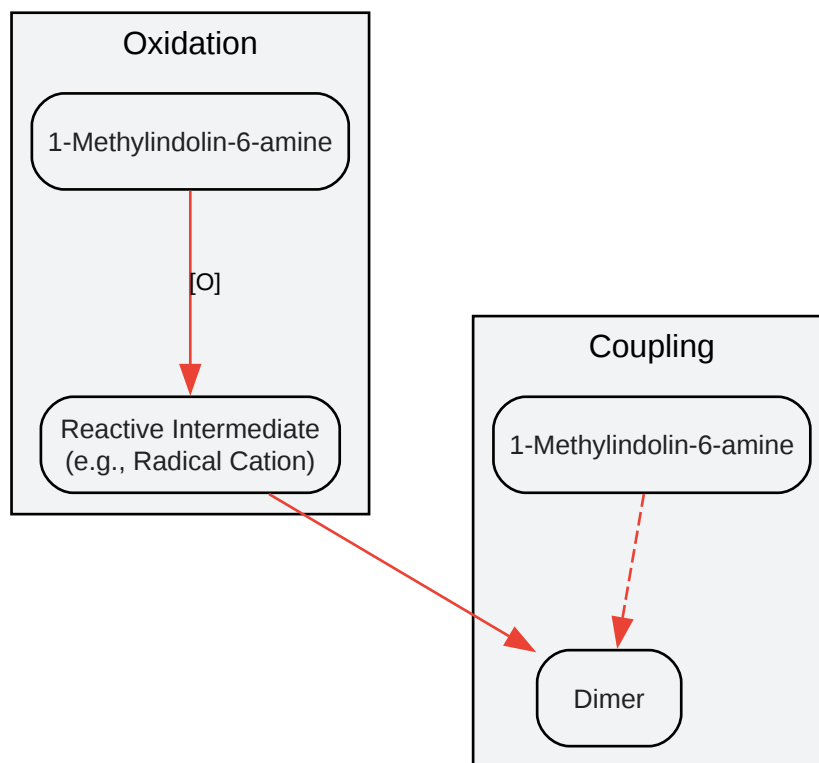 Oxidation
1-Methylindolin-6-amine
[O]
Reactive Intermediate
(e.g., Radical Cation)
Coupling
1-Methylindolin-6-amine
Dimer